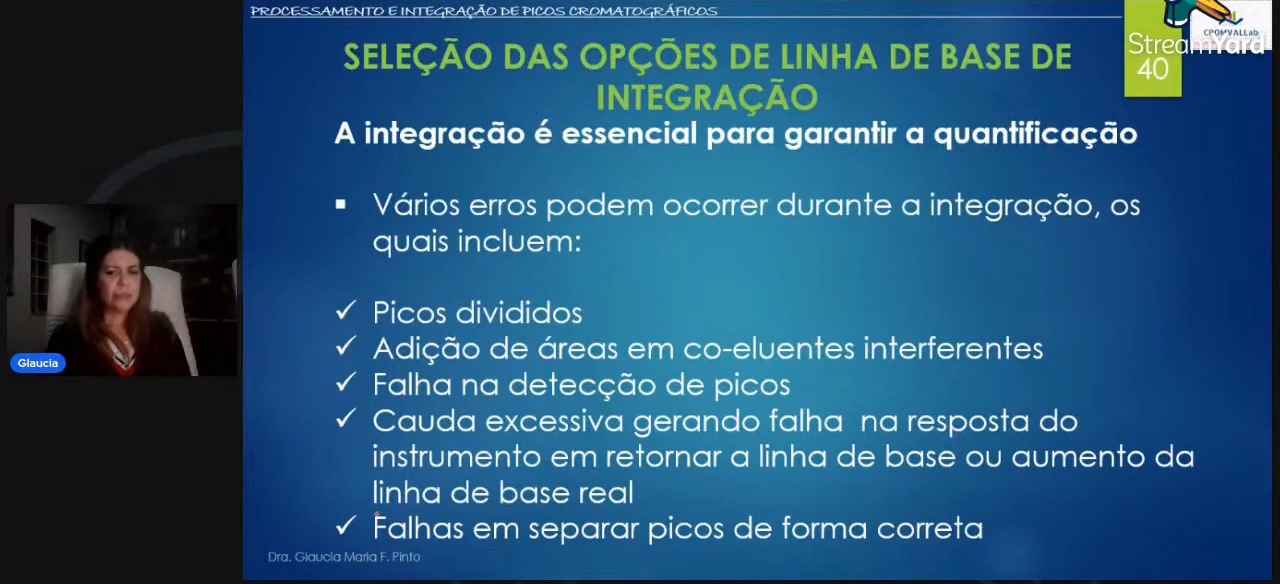 PROCESSAMENTO E INTEGRAÇÃO DE PICOS CROMATOGRÁFICOS
CPQMVALLab
StreamYard
40
SELEÇÃO DAS OPÇÕES DE LINHA DE BASE DE
INTEGRAÇÃO
A integração é essencial para garantir a quantificação
Vários erros podem ocorrer durante a integração, os
quais incluem:
Picos divididos
Adição de áreas em co-eluentes interferentes
Falha na detecção de picos
Cauda excessiva gerando falha na resposta do
instrumento em retornar a linha de base ou aumento da
linha de base real
Falhas em separar picos de forma correta
Glaucia
Dra. Glaucia Maria F. Pinto